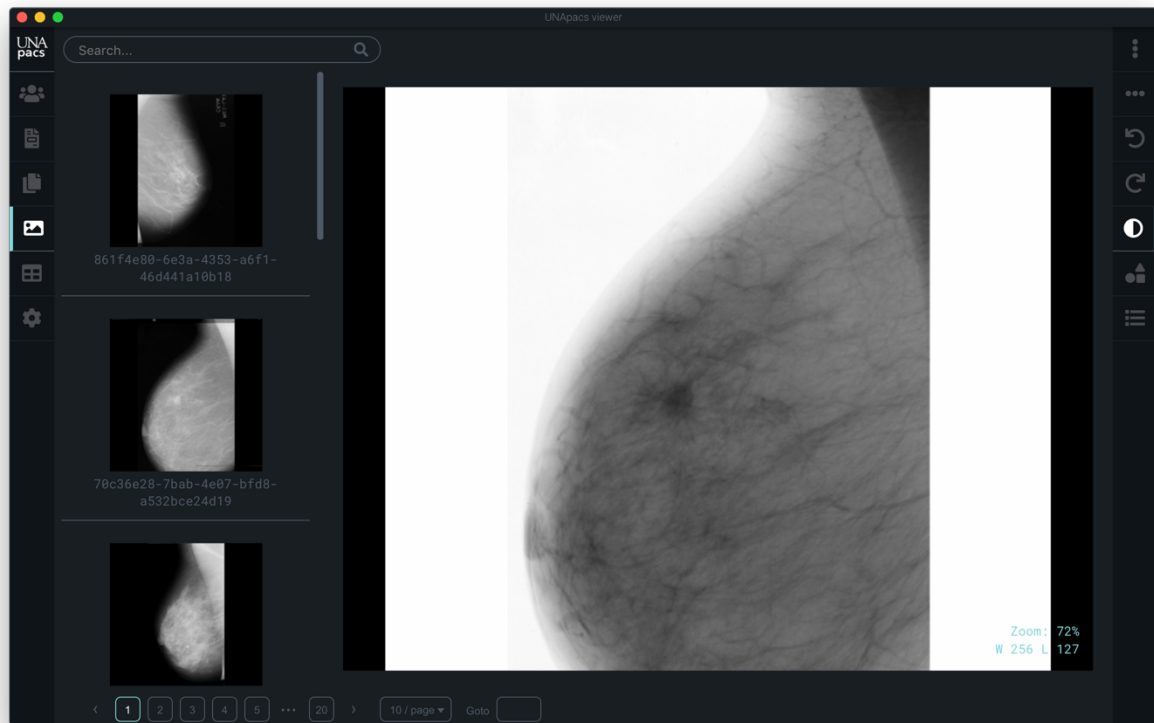 UNApacs viewer
UNA
pacs
Search...
861f4e80-6e3a-4353-a6f1-
46d441a10b18
70c36e28-7bab-4e07-bfd8-
a532bce24d19
Zoom: 72%
W 256 L 127
1
2
3
4
5
•••
20
10 / page
Goto